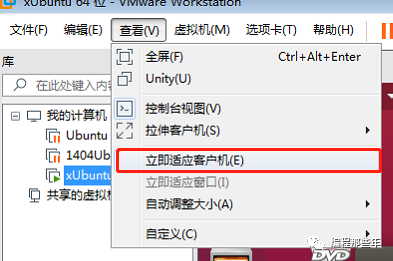 xUbuntu 64 位 - VMware Workstation
文件(F) 编辑(E) 查看(V) 虚拟机(M) 选项卡(T) 帮助(H)
库
在此处键入内容
我的计算机
Ubuntu
1404Ub
xUbuntu
共享的虚拟机
全屏(F) Ctrl+Alt+Enter
Unity(U)
控制台视图(V)
拉伸客户机(S)
立即适应客户机(E)
立即适应窗口(I)
自动调整大小(A)
自定义(C)
DVD
编程那些年